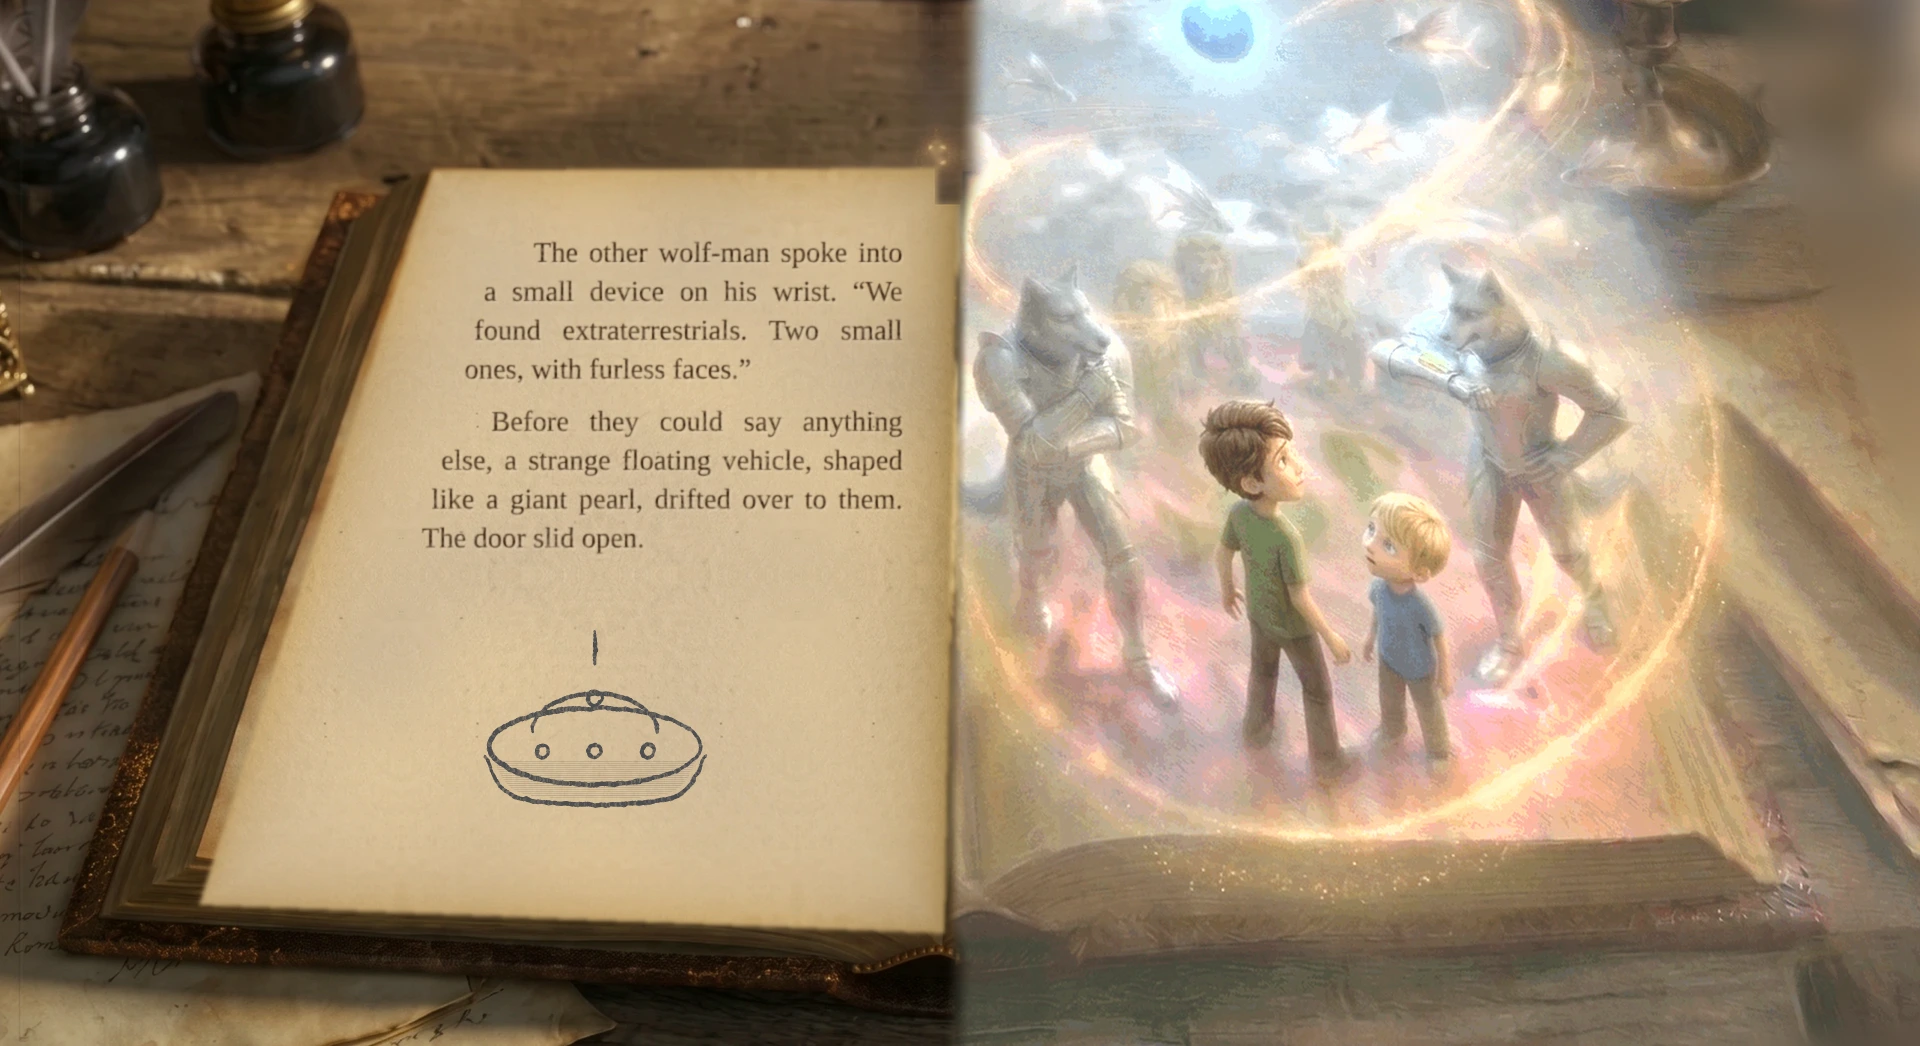 The other wolf-man spoke into
a small device on his wrist. “We
found extraterrestrials. Two small
ones, with furless faces.”
Before they could say anything
else, a strange floating vehicle, shaped
like a giant pearl, drifted over to them.
The door slid open.